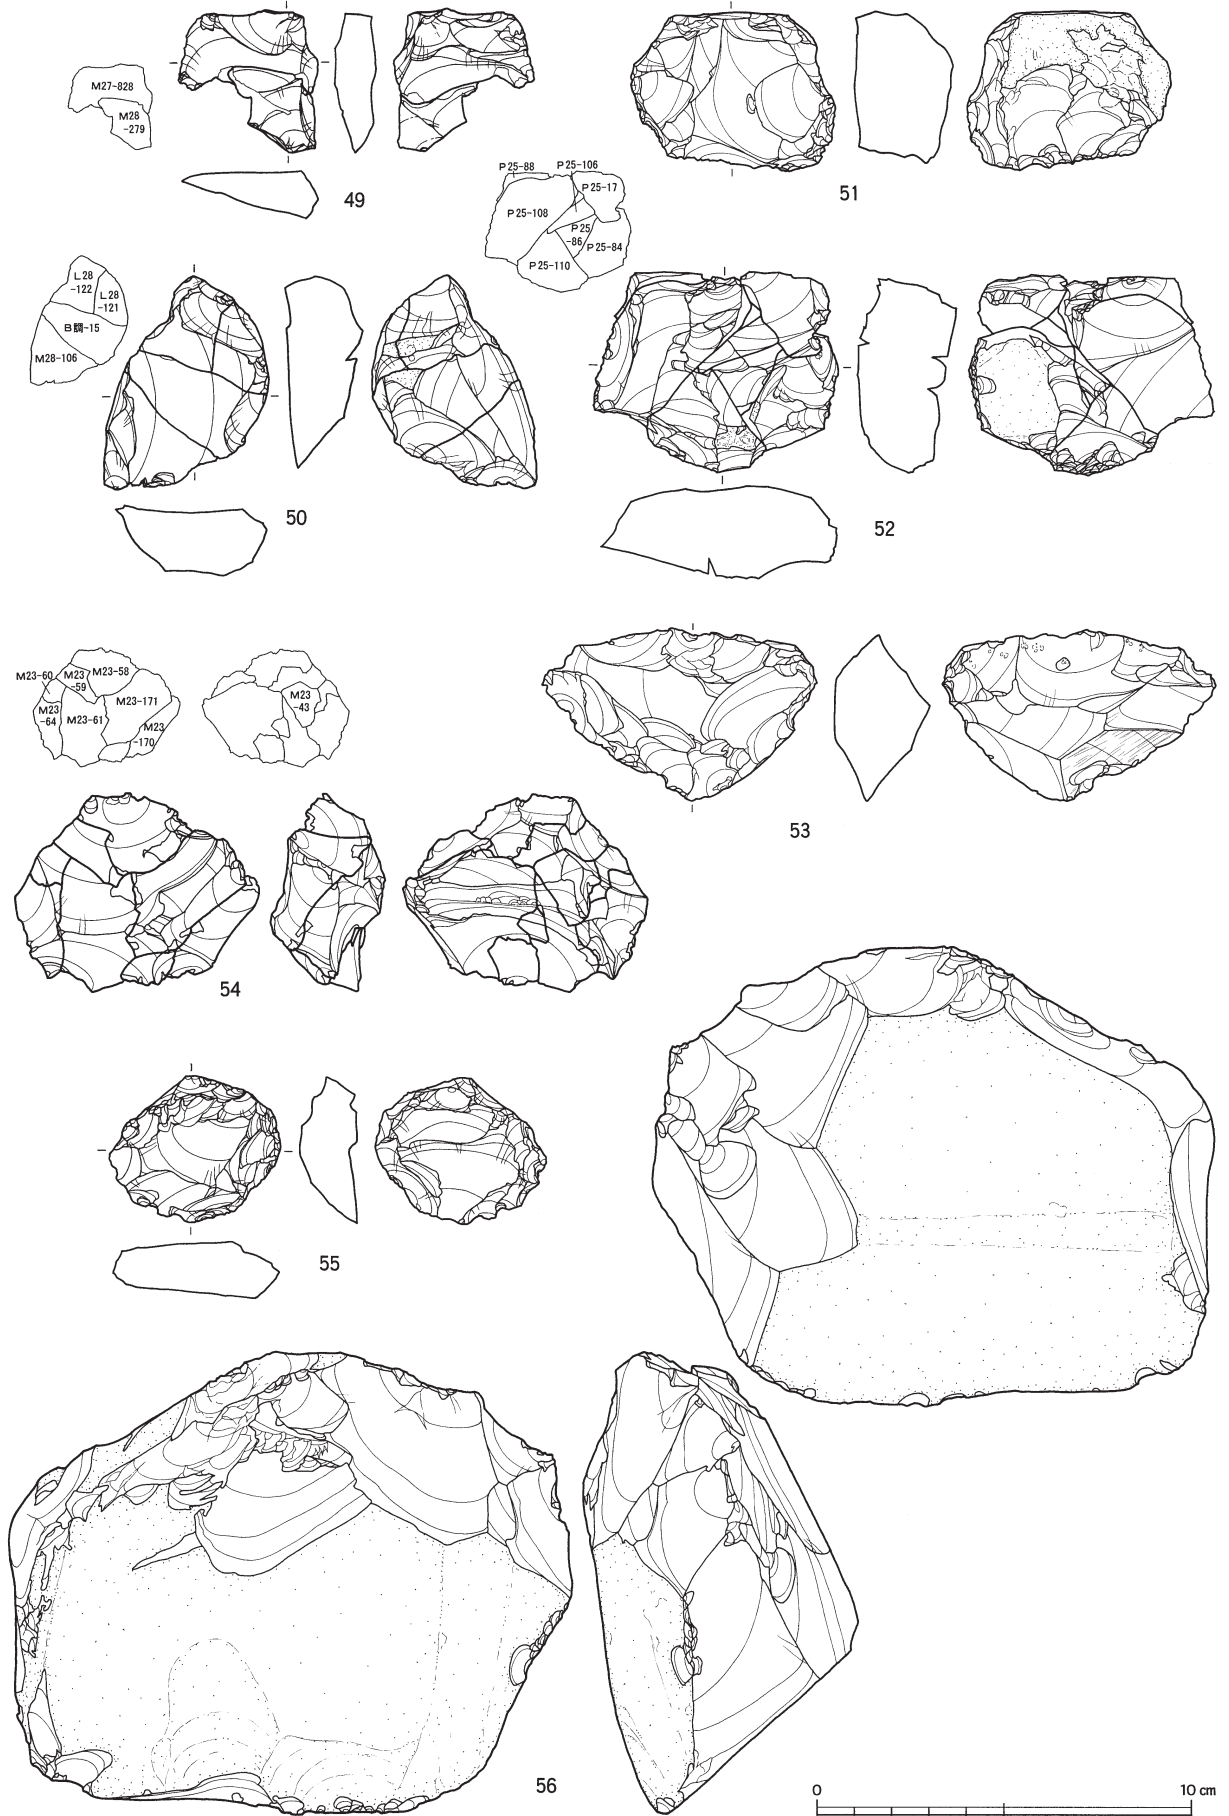 M27-828
M28
-279
49
51
P25-88
P25-106
P25-17
P25-108
P25
-86
P25-84
P25-110
L28
-122
L28
-121
B調-15
M28-106
50
52
M23-60
M23
-59
M23-58
M23-171
M23
-64
M23-61
M23
-170
M23
-43
53
54
55
56
0
10 cm